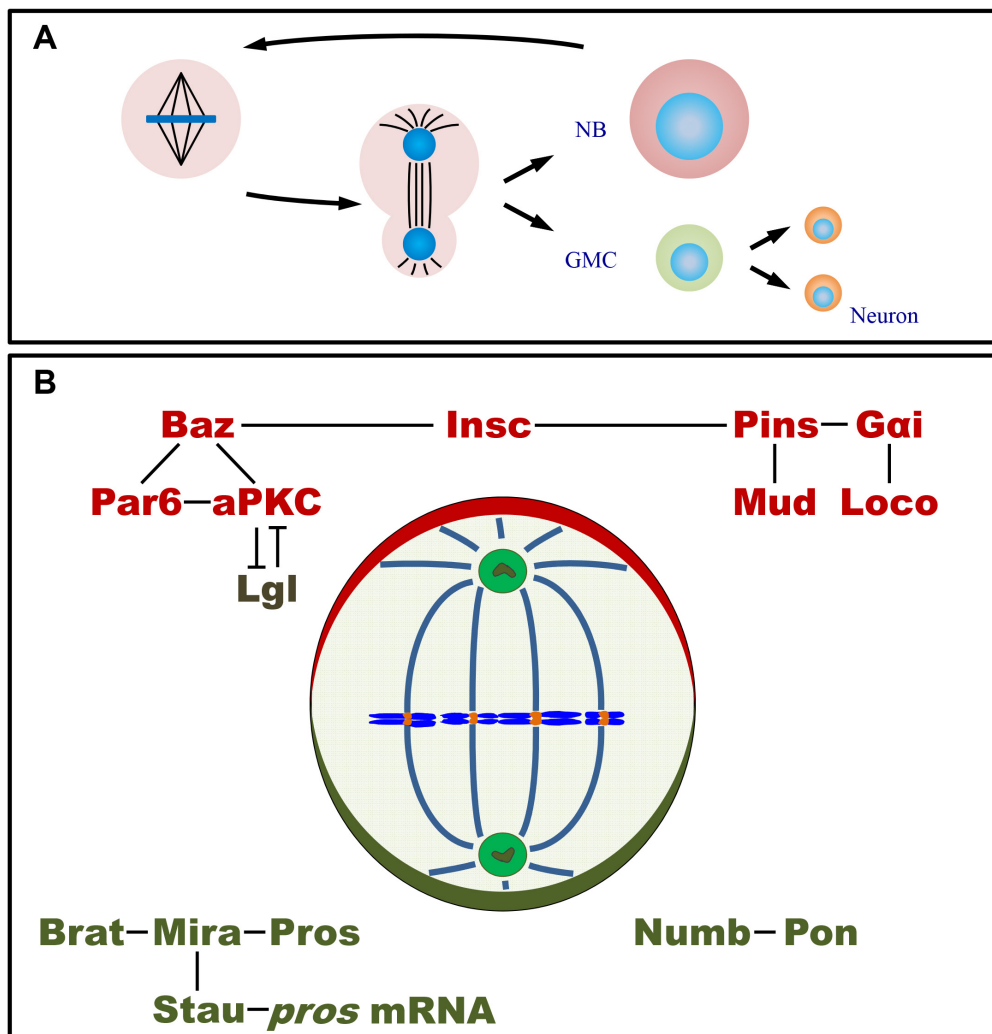 A
NB
GMC
Neuron
B
Baz Insc Pins Gαi
Par6 aPKC Mud Loco
Lgl
Brat Mira Pros Numb Pon
Stau pros mRNA